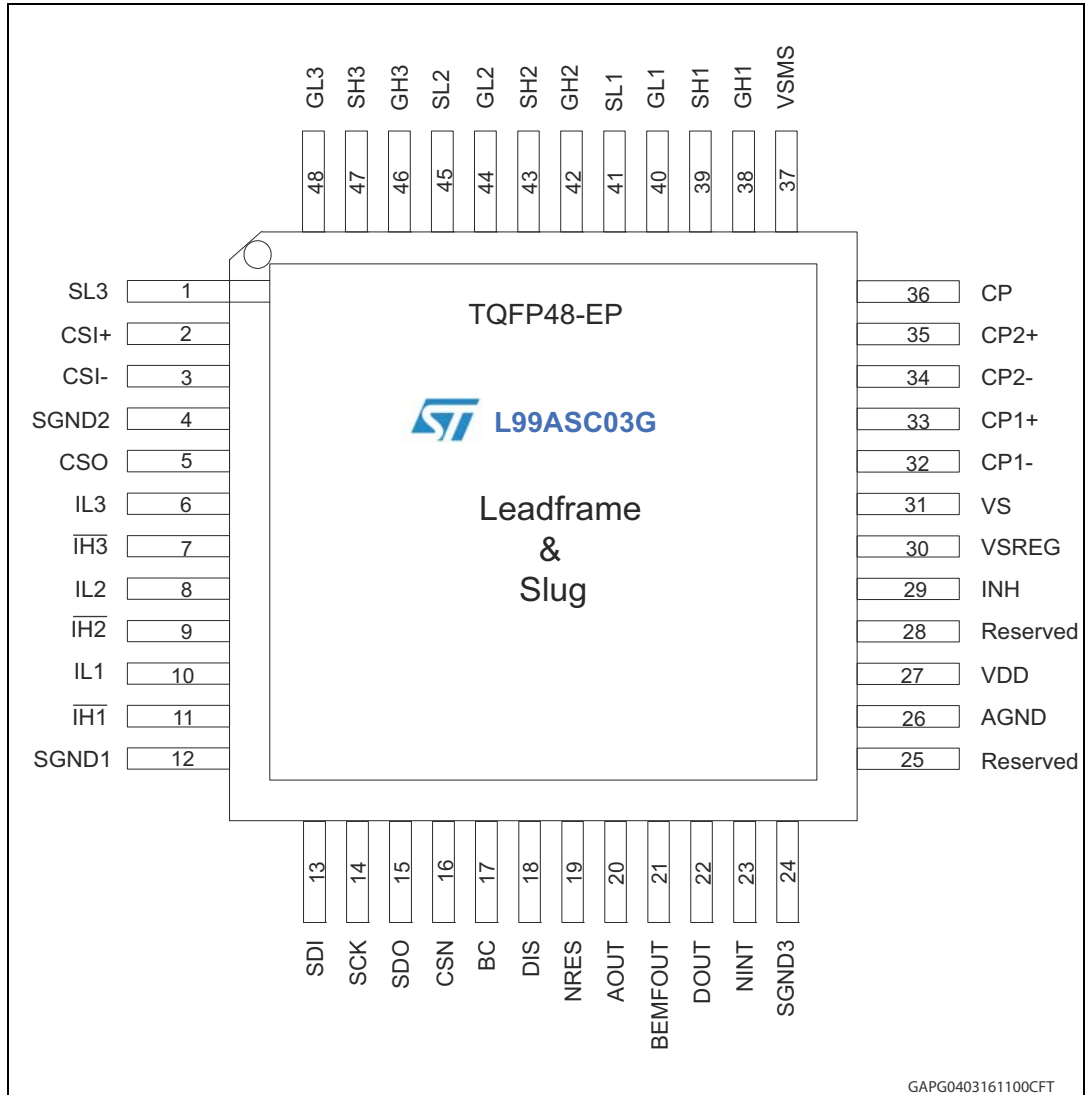 GL3 SH3 GH3 SL2 GL2 SH2 GH2 SL1 GL1 SH1 GH1 VSMS
48 47 46 45 44 43 42 41 40 39 38 37
SL3 1
CSI+ 2
CSI- 3
SGND2 4
CSO 5
IL3 6
I̅H̅3̅ 7
IL2 8
I̅H̅2̅ 9
IL1 10
I̅H̅1̅ 11
SGND1 12
TQFP48-EP
ST L99ASC03G
Leadframe
&
Slug
36 CP
35 CP2+
34 CP2-
33 CP1+
32 CP1-
31 VS
30 VSREG
29 INH
28 Reserved
27 VDD
26 AGND
25 Reserved
13 14 15 16 17 18 19 20 21 22 23 24
SDI SCK SDO CSN BC DIS NRES AOUT BEMFOUT DOUT NINT SGND3
GAPG0403161100CFT